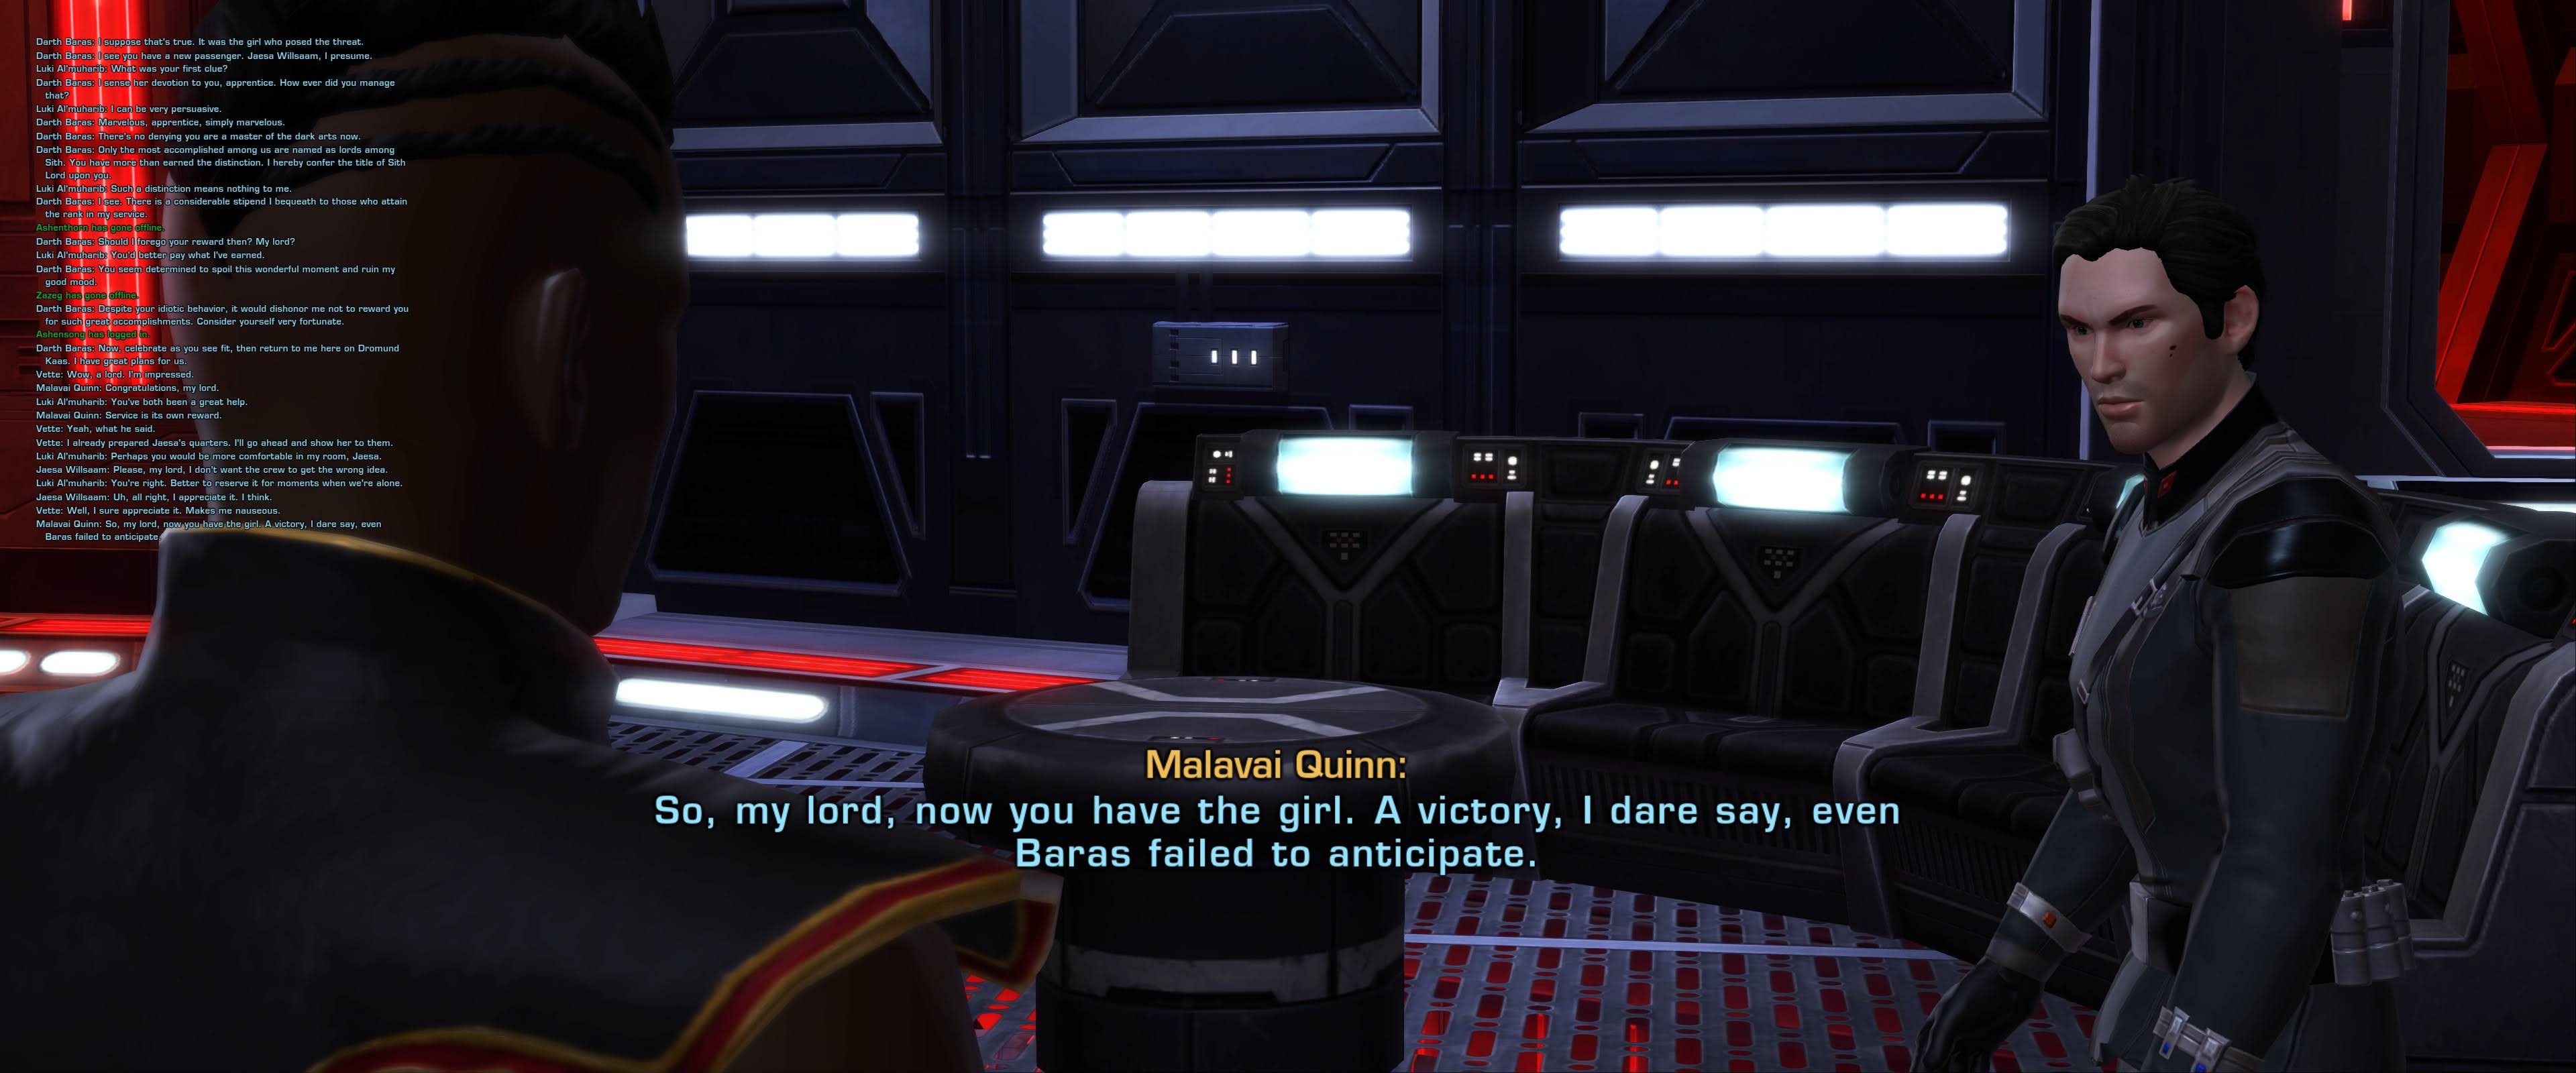 Darth Baras: I suppose that's true. It was the girl who posed the threat.
Darth Baras: I see you have a new passenger. Jaesa Willsaam, I presume.
Luki Al'muharib: What was your first clue?
Darth Baras: I sense her devotion to you, apprentice. How ever did you manage
that?
Luki Al'muharib: I can be very persuasive.
Darth Baras: Marvelous, apprentice, simply marvelous.
Darth Baras: There's no denying you are a master of the dark arts now.
Darth Baras: Only the most accomplished among us are named as lords among
Sith. You have more than earned the distinction. I hereby confer the title of Sith
Lord upon you.
Luki Al'muharib: Such a distinction means nothing to me.
Darth Baras: I see. There is a considerable stipend I bequeath to those who attain
the rank in my service.
Ashenthorn has gone offline.
Darth Baras: Should I forego your reward then? My lord?
Luki Al'muharib: You'd better pay what I've earned.
Darth Baras: You seem determined to spoil this wonderful moment and ruin my
good mood.
Zazeg has gone offline.
Darth Baras: Despite your idiotic behavior, it would dishonor me not to reward you
for such great accomplishments. Consider yourself very fortunate.
Ashensong has logged in.
Darth Baras: Now, celebrate as you see fit, then return to me here on Dromund
Kaas. I have great plans for us.
Vette: Wow, a lord. I'm impressed.
Malavai Quinn: Congratulations, my lord.
Luki Al'muharib: You've both been a great help.
Malavai Quinn: Service is its own reward.
Vette: Yeah, what he said.
Vette: I already prepared Jaesa's quarters. I'll go ahead and show her to them.
Luki Al'muharib: Perhaps you would be more comfortable in my room, Jaesa.
Jaesa Willsaam: Please, my lord, I don't want the crew to get the wrong idea.
Luki Al'muharib: You're right. Better to reserve it for moments when we're alone.
Jaesa Willsaam: Uh, all right, I appreciate it. I think.
Vette: Well, I sure appreciate it. Makes me nauseous.
Malavai Quinn: So, my lord, now you have the girl. A victory, I dare say, even
Baras failed to anticipate.
Malavai Quinn:
So, my lord, now you have the girl. A victory, I dare say, even
Baras failed to anticipate.